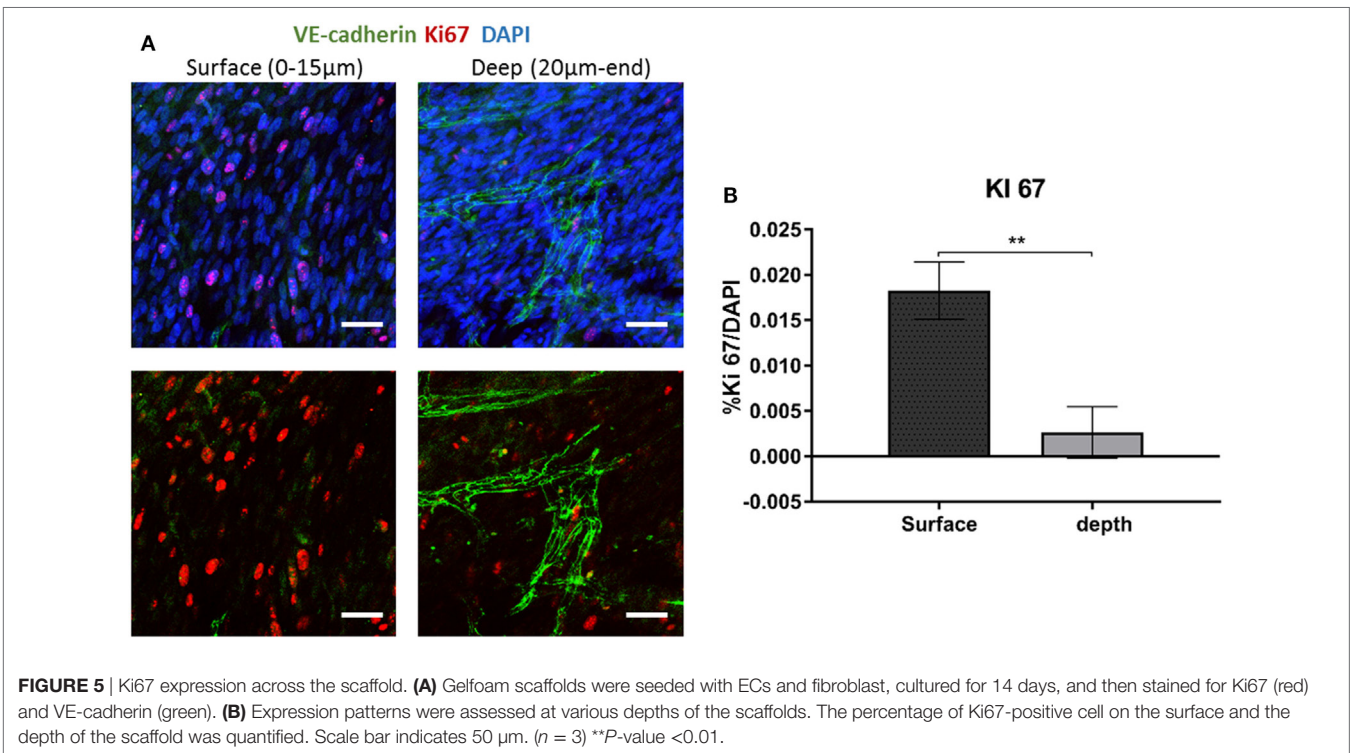 A
VE-cadherin Ki67 DAPI
Surface (0-15µm)
Deep (20µm-end)
B
KI 67
%Ki 67/DAPI
0.025
0.020
0.015
0.010
0.005
0.000
-0.005
**
Surface
depth
FIGURE 5 | Ki67 expression across the scaffold. (A) Gelfoam scaffolds were seeded with ECs and fibroblast, cultured for 14 days, and then stained for Ki67 (red)
and VE-cadherin (green). (B) Expression patterns were assessed at various depths of the scaffolds. The percentage of Ki67-positive cell on the surface and the
depth of the scaffold was quantified. Scale bar indicates 50 µm. (n = 3) **P-value <0.01.